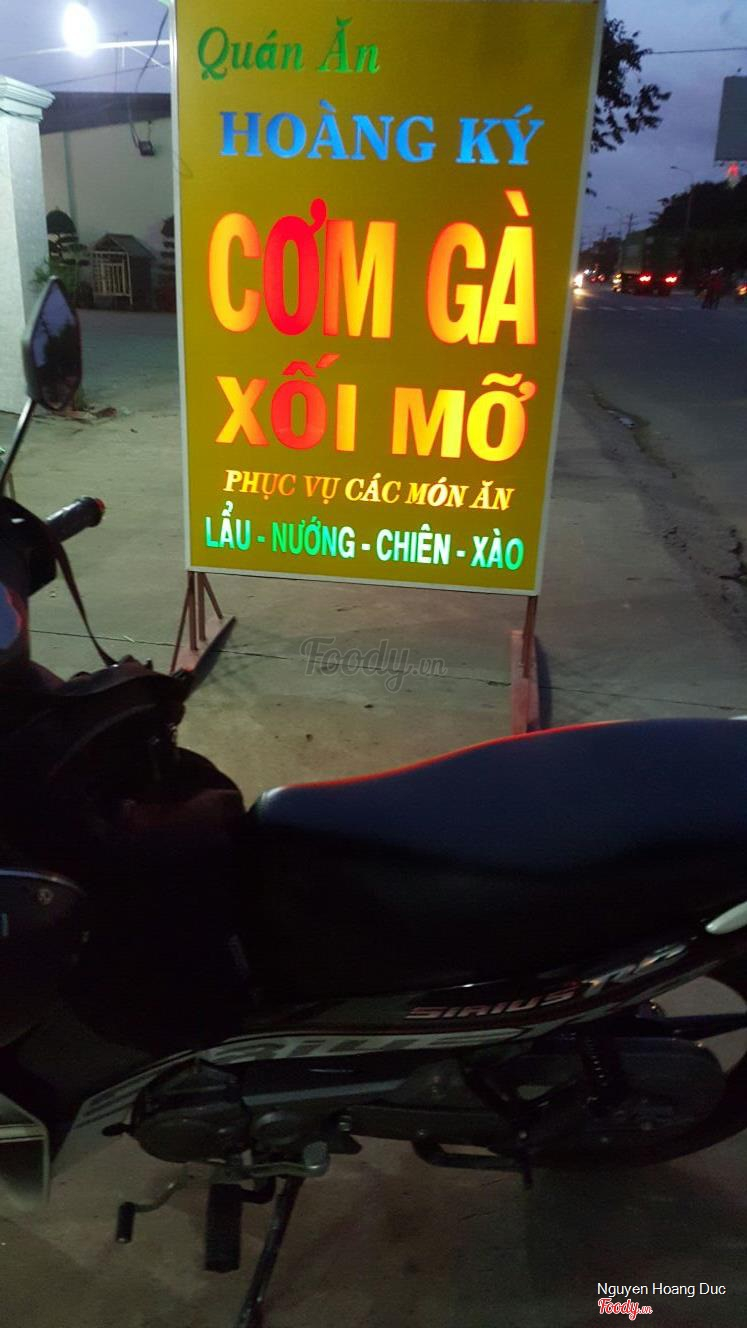 Quán Ăn
HOÀNG KÝ
CƠM GÀ
XỐI MỠ
PHỤC VỤ CÁC MÓN ĂN
LẨU - NƯỚNG - CHIÊN - XÀO
Foody.vn
SIRIUS
Nguyen Hoang Duc
Foody.vn